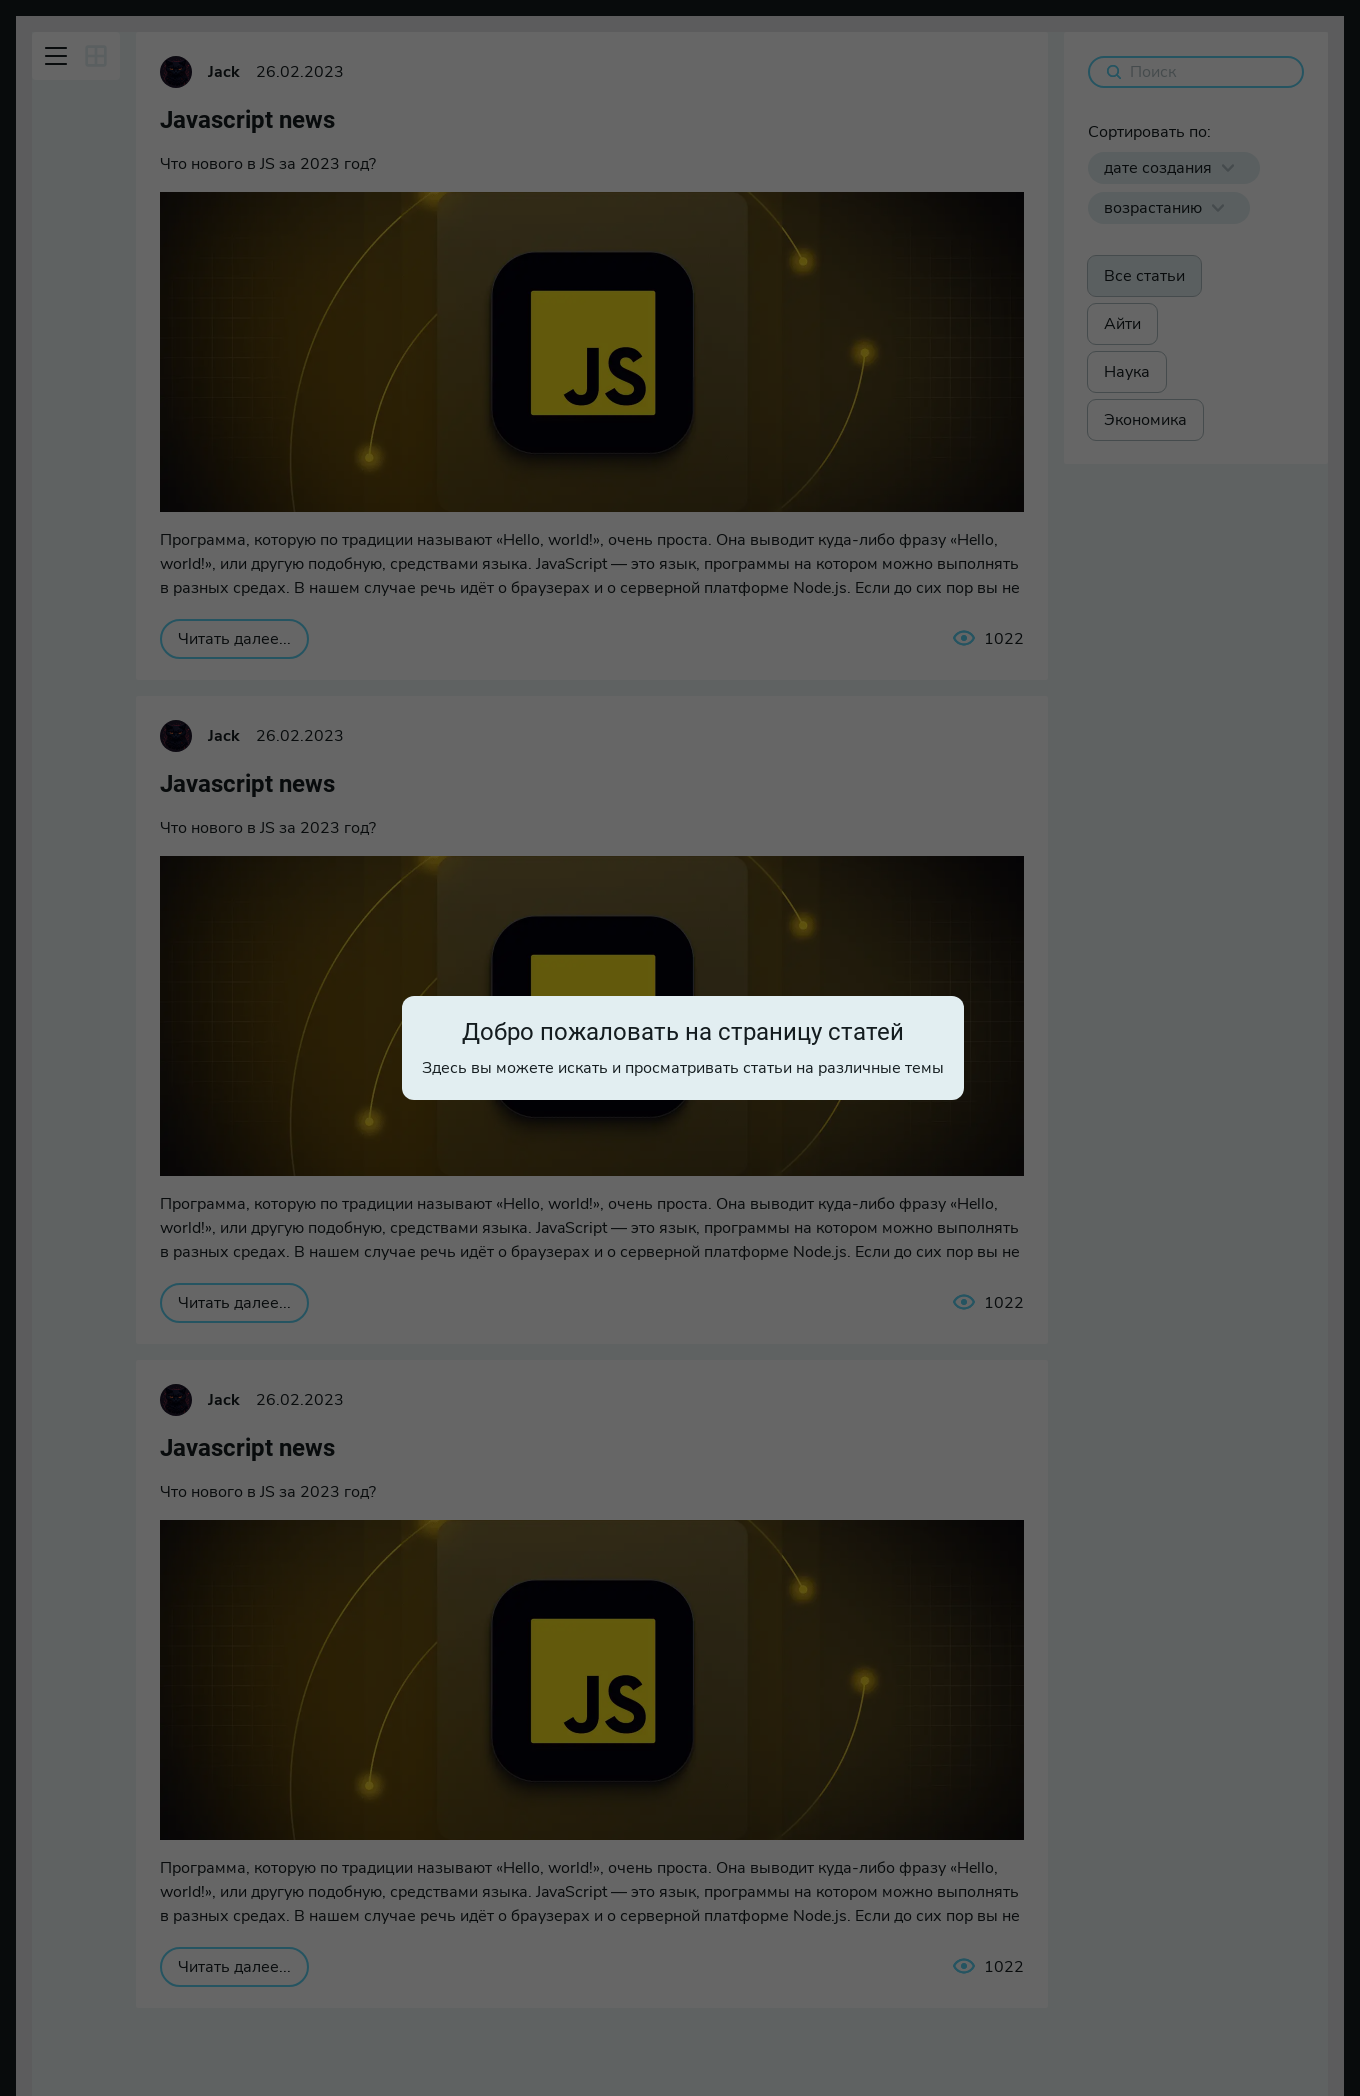 Jack 26.02.2023
Javascript news
Что нового в JS за 2023 год?
JS
Программа, которую по традиции называют «Hello, world!», очень проста. Она выводит куда-либо фразу «Hello,
world!», или другую подобную, средствами языка. JavaScript — это язык, программы на котором можно выполнять
в разных средах. В нашем случае речь идёт о браузерах и о серверной платформе Node.js. Если до сих пор вы не
Читать далее...
1022
Jack 26.02.2023
Javascript news
Что нового в JS за 2023 год?
Добро пожаловать на страницу статей
Здесь вы можете искать и просматривать статьи на различные темы
Программа, которую по традиции называют «Hello, world!», очень проста. Она выводит куда-либо фразу «Hello,
world!», или другую подобную, средствами языка. JavaScript — это язык, программы на котором можно выполнять
в разных средах. В нашем случае речь идёт о браузерах и о серверной платформе Node.js. Если до сих пор вы не
Читать далее...
1022
Jack 26.02.2023
Javascript news
Что нового в JS за 2023 год?
JS
Программа, которую по традиции называют «Hello, world!», очень проста. Она выводит куда-либо фразу «Hello,
world!», или другую подобную, средствами языка. JavaScript — это язык, программы на котором можно выполнять
в разных средах. В нашем случае речь идёт о браузерах и о серверной платформе Node.js. Если до сих пор вы не
Читать далее...
1022
Поиск
Сортировать по:
дате создания
возрастанию
Все статьи
Айти
Наука
Экономика